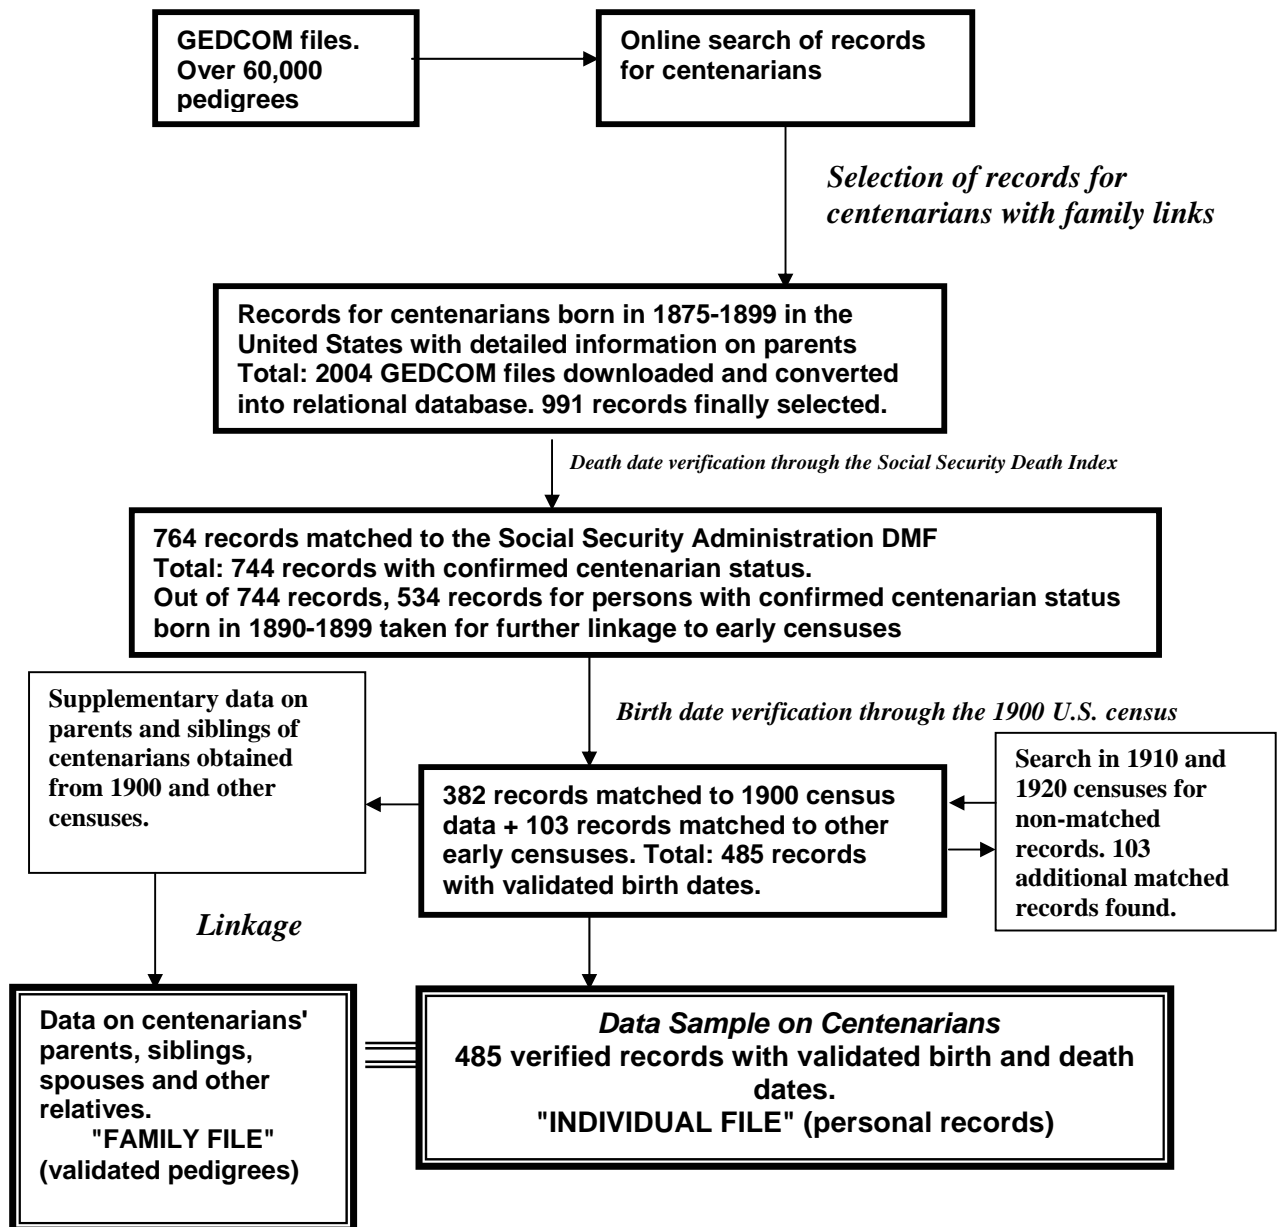 GEDCOM files.
Over 60,000
pedigrees
Online search of records
for centenarians
Selection of records for
centenarians with family links
Records for centenarians born in 1875-1899 in the
United States with detailed information on parents
Total: 2004 GEDCOM files downloaded and converted
into relational database. 991 records finally selected.
Death date verification through the Social Security Death Index
764 records matched to the Social Security Administration DMF
Total: 744 records with confirmed centenarian status.
Out of 744 records, 534 records for persons with confirmed centenarian status
born in 1890-1899 taken for further linkage to early censuses
Supplementary data on
parents and siblings of
centenarians obtained
from 1900 and other
censuses.
Birth date verification through the 1900 U.S. census
382 records matched to 1900 census
data + 103 records matched to other
early censuses. Total: 485 records
with validated birth dates.
Search in 1910 and
1920 censuses for
non-matched
records. 103
additional matched
records found.
Linkage
Data on centenarians'
parents, siblings,
spouses and other
relatives.
"FAMILY FILE"
(validated pedigrees)
Data Sample on Centenarians
485 verified records with validated birth and death
dates.
"INDIVIDUAL FILE" (personal records)